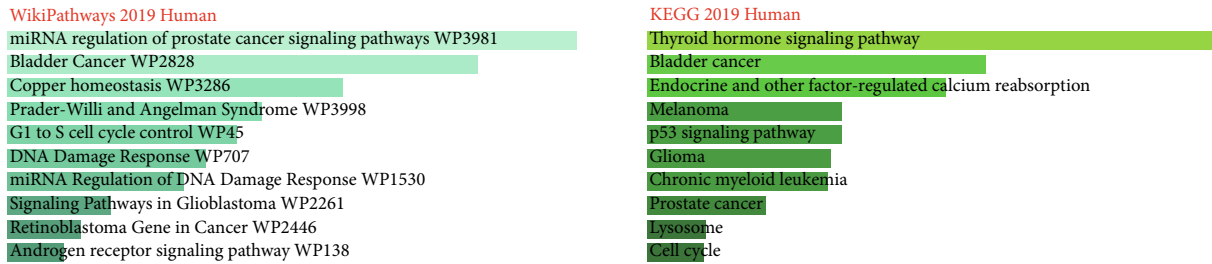 WikiPathways 2019 Human
miRNA regulation of prostate cancer signaling pathways WP3981
Bladder Cancer WP2828
Copper homeostasis WP3286
Prader-Willi and Angelman Syndrome WP3998
G1 to S cell cycle control WP45
DNA Damage Response WP707
miRNA Regulation of DNA Damage Response WP1530
Signaling Pathways in Glioblastoma WP2261
Retinoblastoma Gene in Cancer WP2446
Androgen receptor signaling pathway WP138
KEGG 2019 Human
Thyroid hormone signaling pathway
Bladder cancer
Endocrine and other factor-regulated calcium reabsorption
Melanoma
p53 signaling pathway
Glioma
Chronic myeloid leukemia
Prostate cancer
Lysosome
Cell cycle